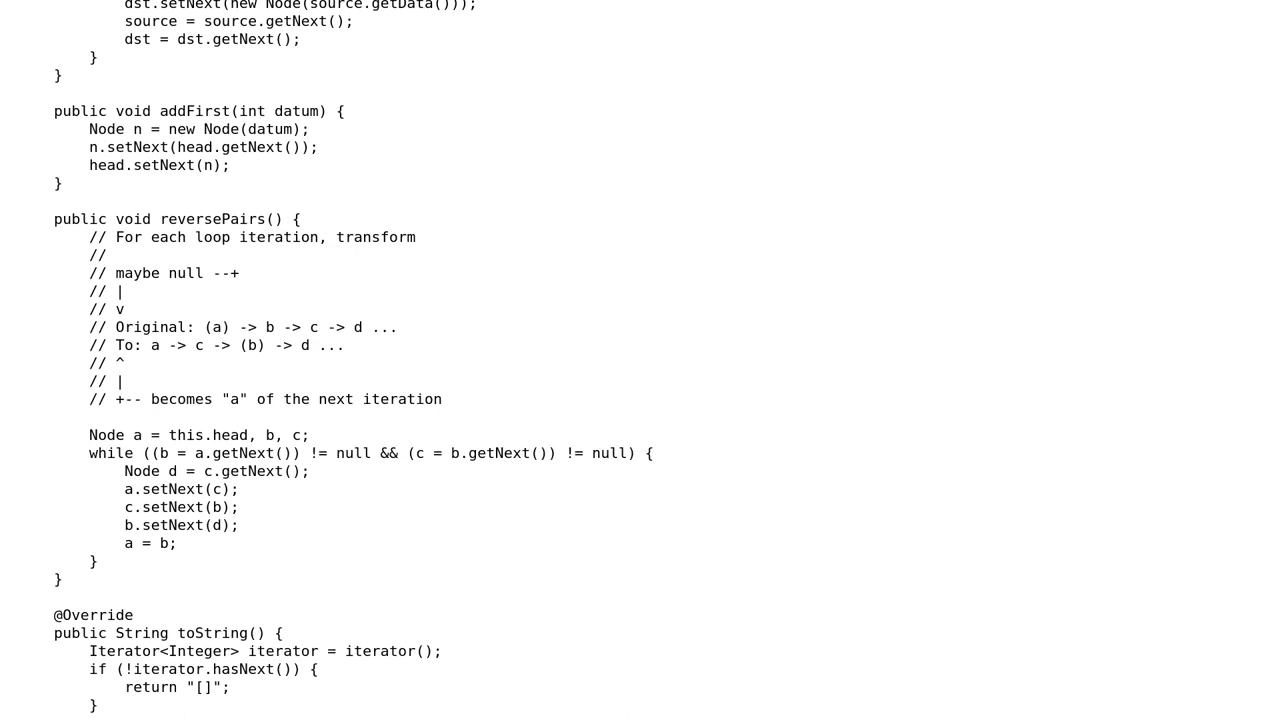 dst.setNext(new Node(source.getData()));
source = source.getNext();
dst = dst.getNext();
}
}
public void addFirst(int datum) {
Node n = new Node(datum);
n.setNext(head.getNext());
head.setNext(n);
}
public void reversePairs() {
// For each loop iteration, transform
//
// maybe null --+
// |
// v
// Original: (a) -> b -> c -> d ...
// To: a -> c -> (b) -> d ...
// ^
// |
// +-- becomes "a" of the next iteration
Node a = this.head, b, c;
while ((b = a.getNext()) != null && (c = b.getNext()) != null) {
Node d = c.getNext();
a.setNext(c);
c.setNext(b);
b.setNext(d);
a = b;
}
}
@Override
public String toString() {
Iterator<Integer> iterator = iterator();
if (!iterator.hasNext()) {
return "[]";
}